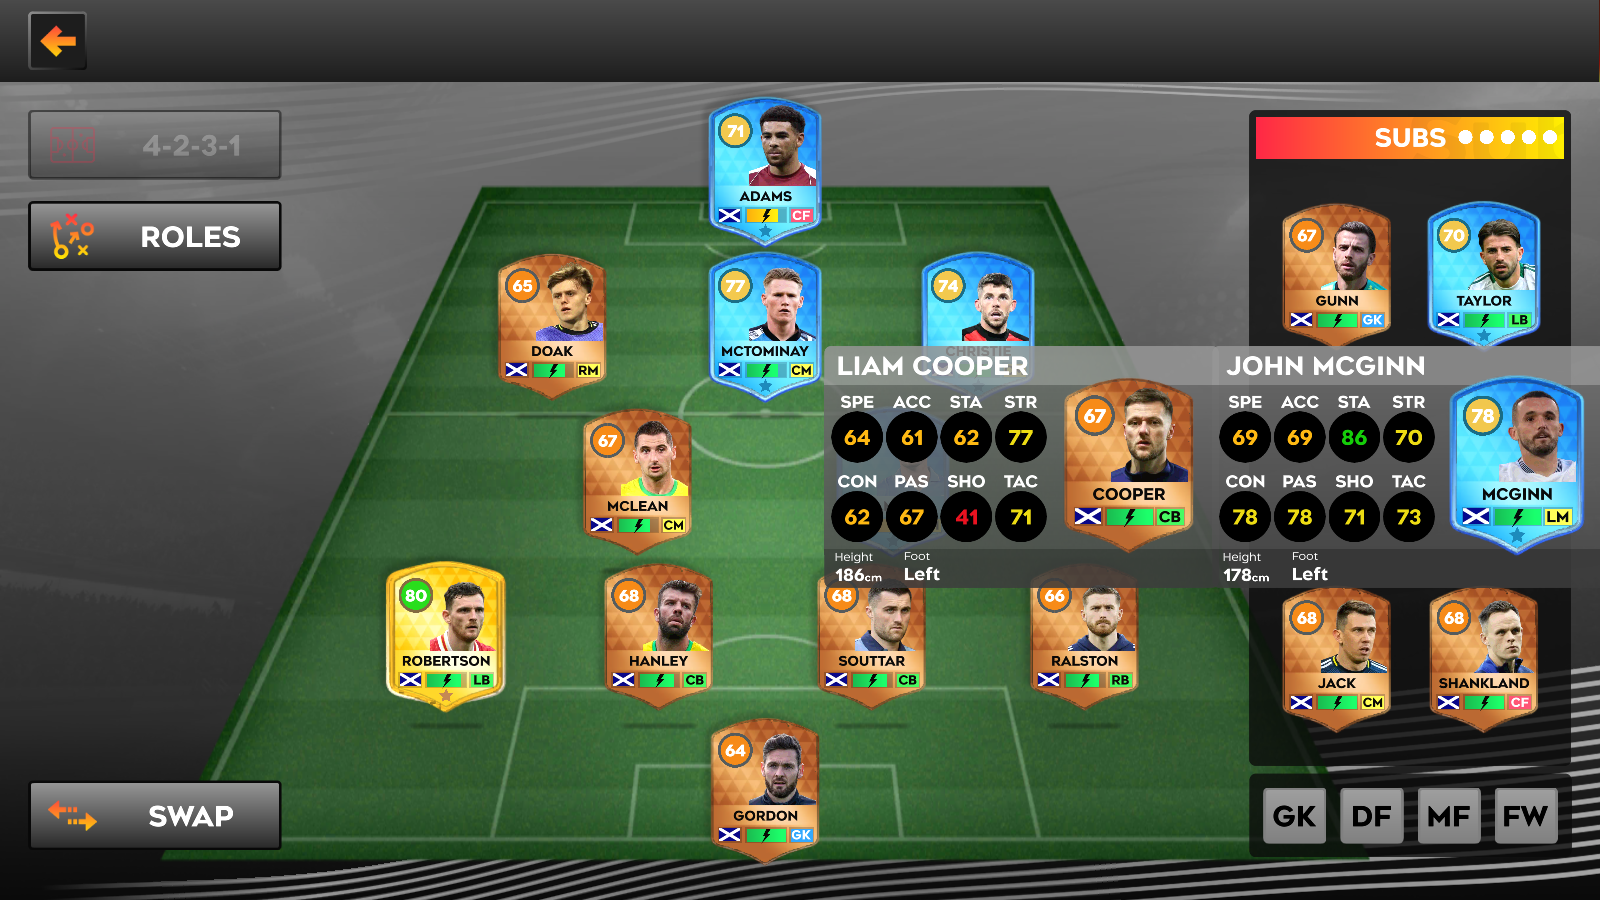 4-2-3-1
ROLES
SWAP
71
ADAMS
CF
65
DOAK
RM
77
MCTOMINAY
CM
74
CHRISTIE
67
MCLEAN
CM
80
ROBERTSON
LB
68
HANLEY
CB
68
SOUTTAR
CB
66
RALSTON
RB
64
GORDON
GK
LIAM COOPER
SPE ACC STA STR
64 61 62 77
CON PAS SHO TAC
62 67 41 71
Height Foot
186cm Left
67
COOPER
CB
JOHN MCGINN
SPE ACC STA STR
69 69 86 70
CON PAS SHO TAC
78 78 71 73
Height Foot
178cm Left
78
MCGINN
LM
SUBS
67
GUNN
GK
70
TAYLOR
LB
68
JACK
CM
68
SHANKLAND
CF
GK DF MF FW